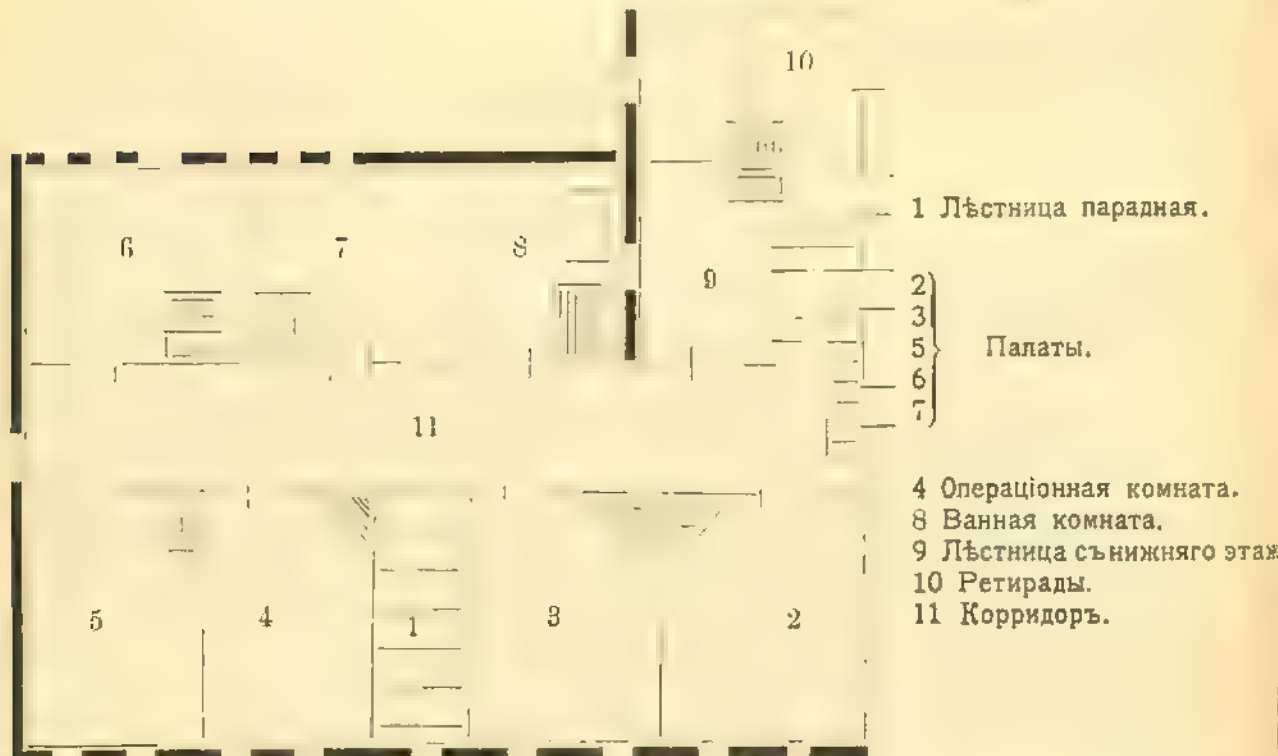 10
6 7 8
9
11
5 4 1 3 2
1 Лѣстница парадная.
2
3
5 Палаты.
6
7
4 Операціонная комната.
8 Ванная комната.
9 Лѣстница съ нижняго этаж
10 Ретирады.
11 Корридоръ.